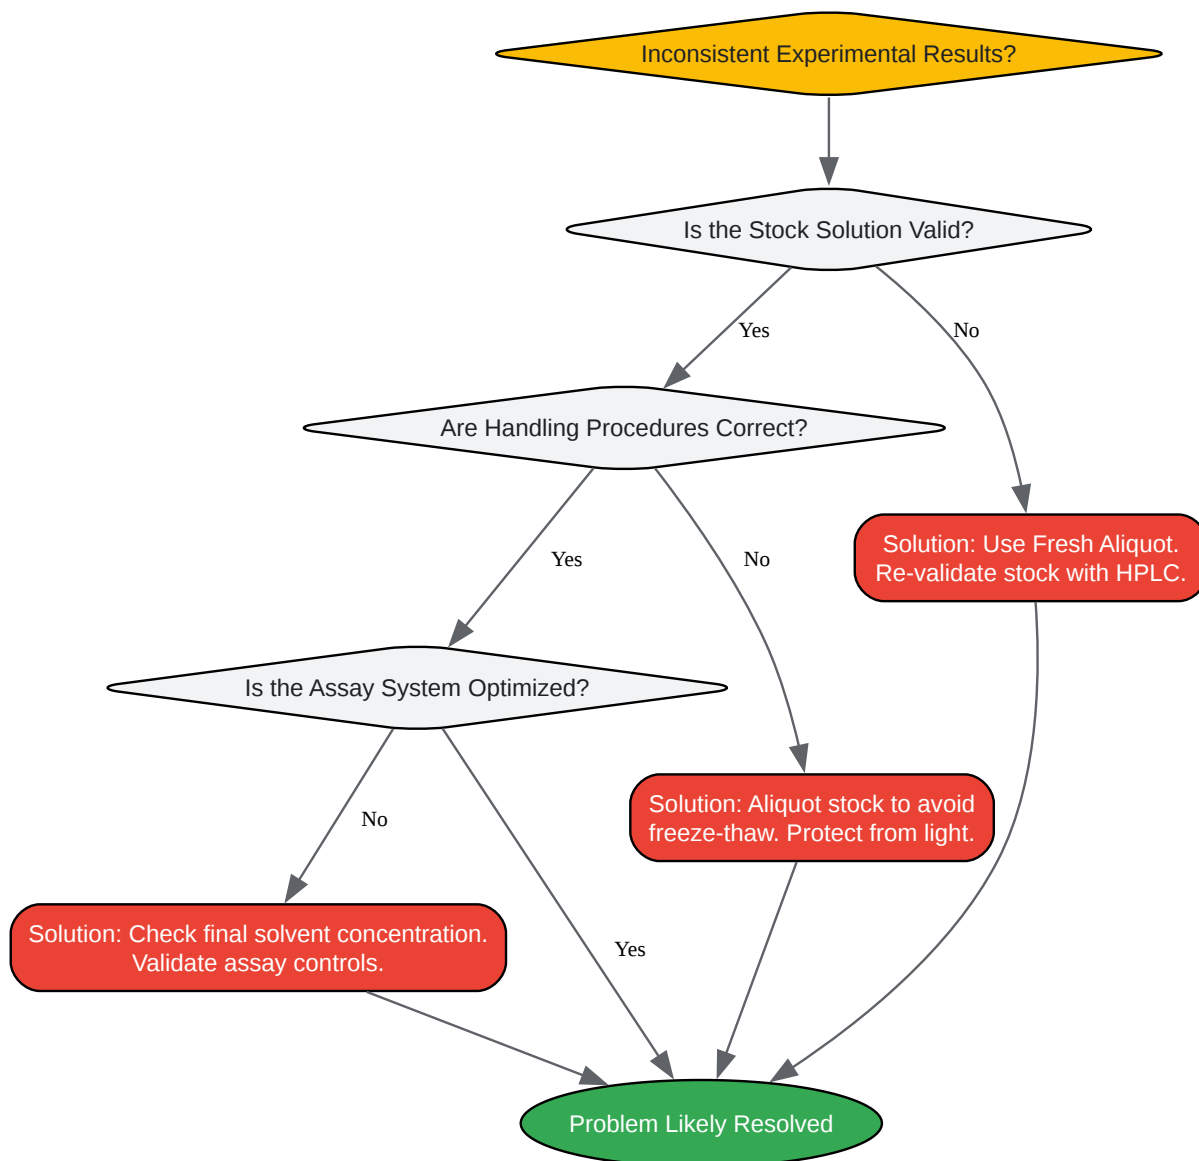 Inconsistent Experimental Results?
Is the Stock Solution Valid?
Yes
No
Are Handling Procedures Correct?
Solution: Use Fresh Aliquot.
Re-validate stock with HPLC.
Yes
No
Is the Assay System Optimized?
Solution: Aliquot stock to avoid
freeze-thaw. Protect from light.
No
Solution: Check final solvent concentration.
Validate assay controls.
Yes
Problem Likely Resolved